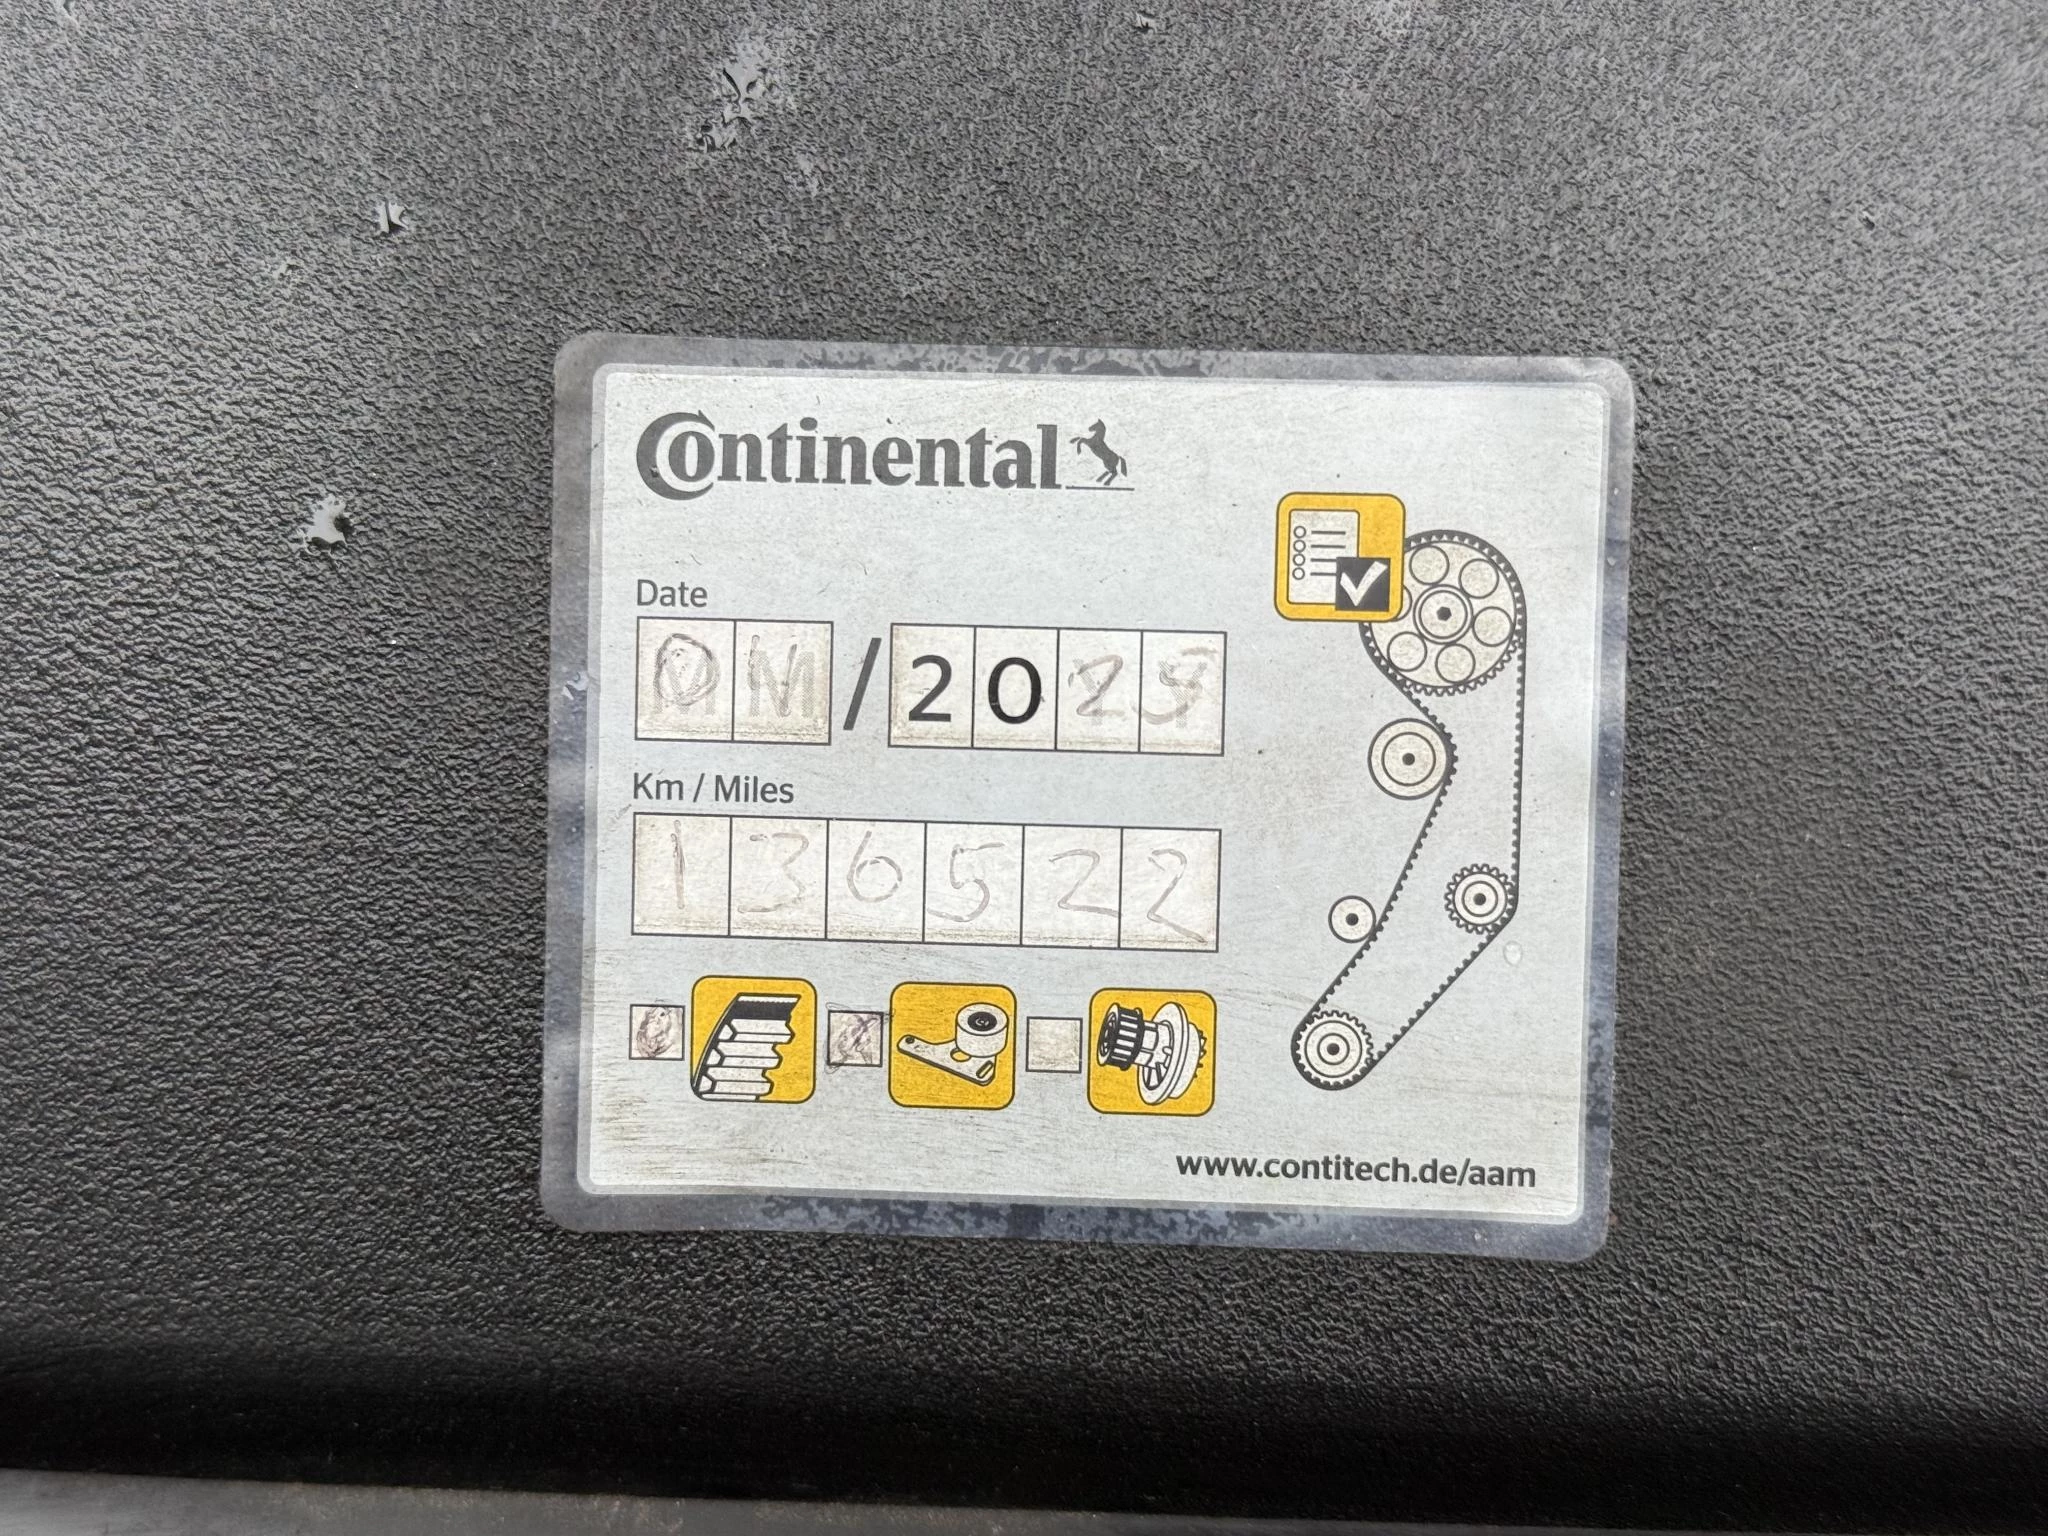 Continental
Date
/ 20
Km / Miles
136522
www.contitech.de/aam